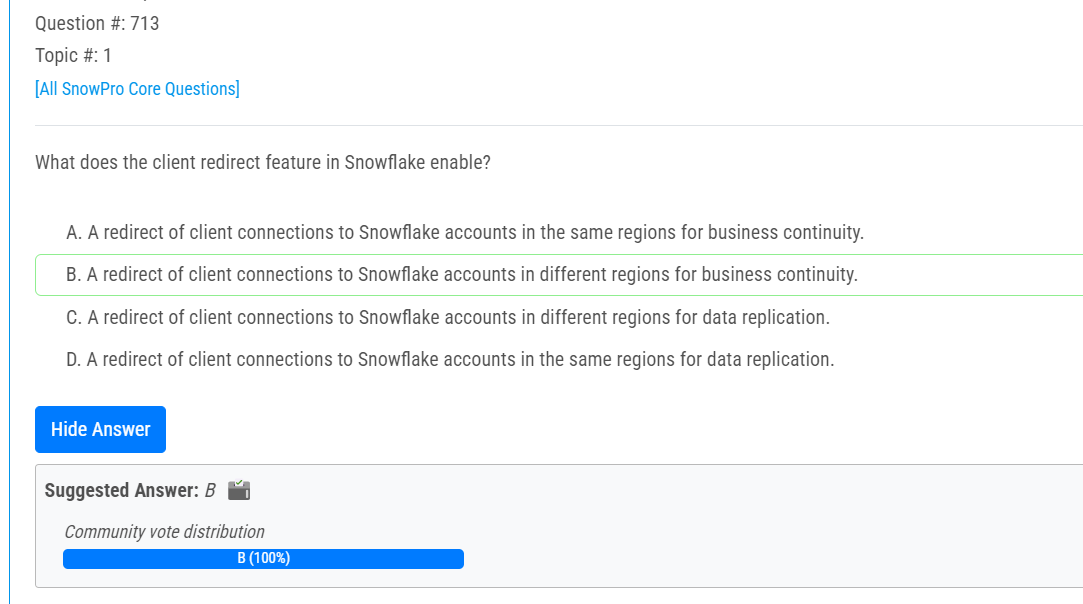 Question #: 713
Topic #: 1
[All SnowPro Core Questions]
What does the client redirect feature in Snowflake enable?
A. A redirect of client connections to Snowflake accounts in the same regions for business continuity.
B. A redirect of client connections to Snowflake accounts in different regions for business continuity.
C. A redirect of client connections to Snowflake accounts in different regions for data replication.
D. A redirect of client connections to Snowflake accounts in the same regions for data replication.
Hide Answer
Suggested Answer: B
Community vote distribution
B (100%)